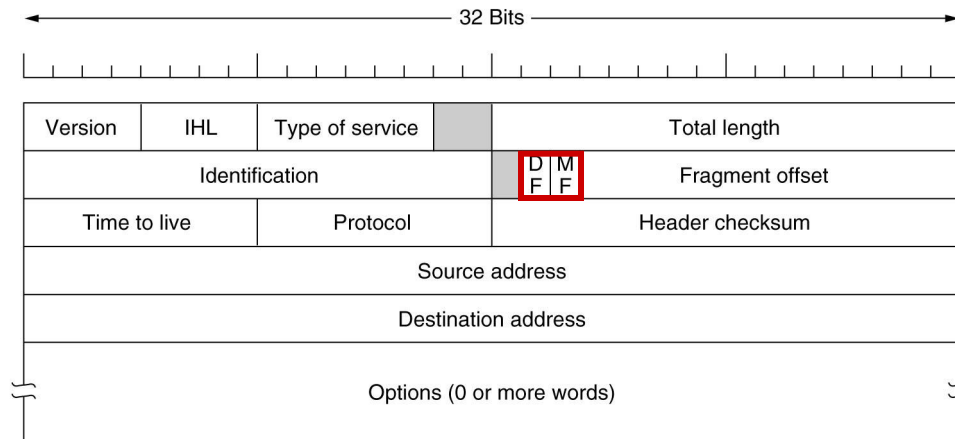 32 Bits
Version IHL Type of service Total length
Identification D F M F Fragment offset
Time to live Protocol Header checksum
Source address
Destination address
Options (0 or more words)